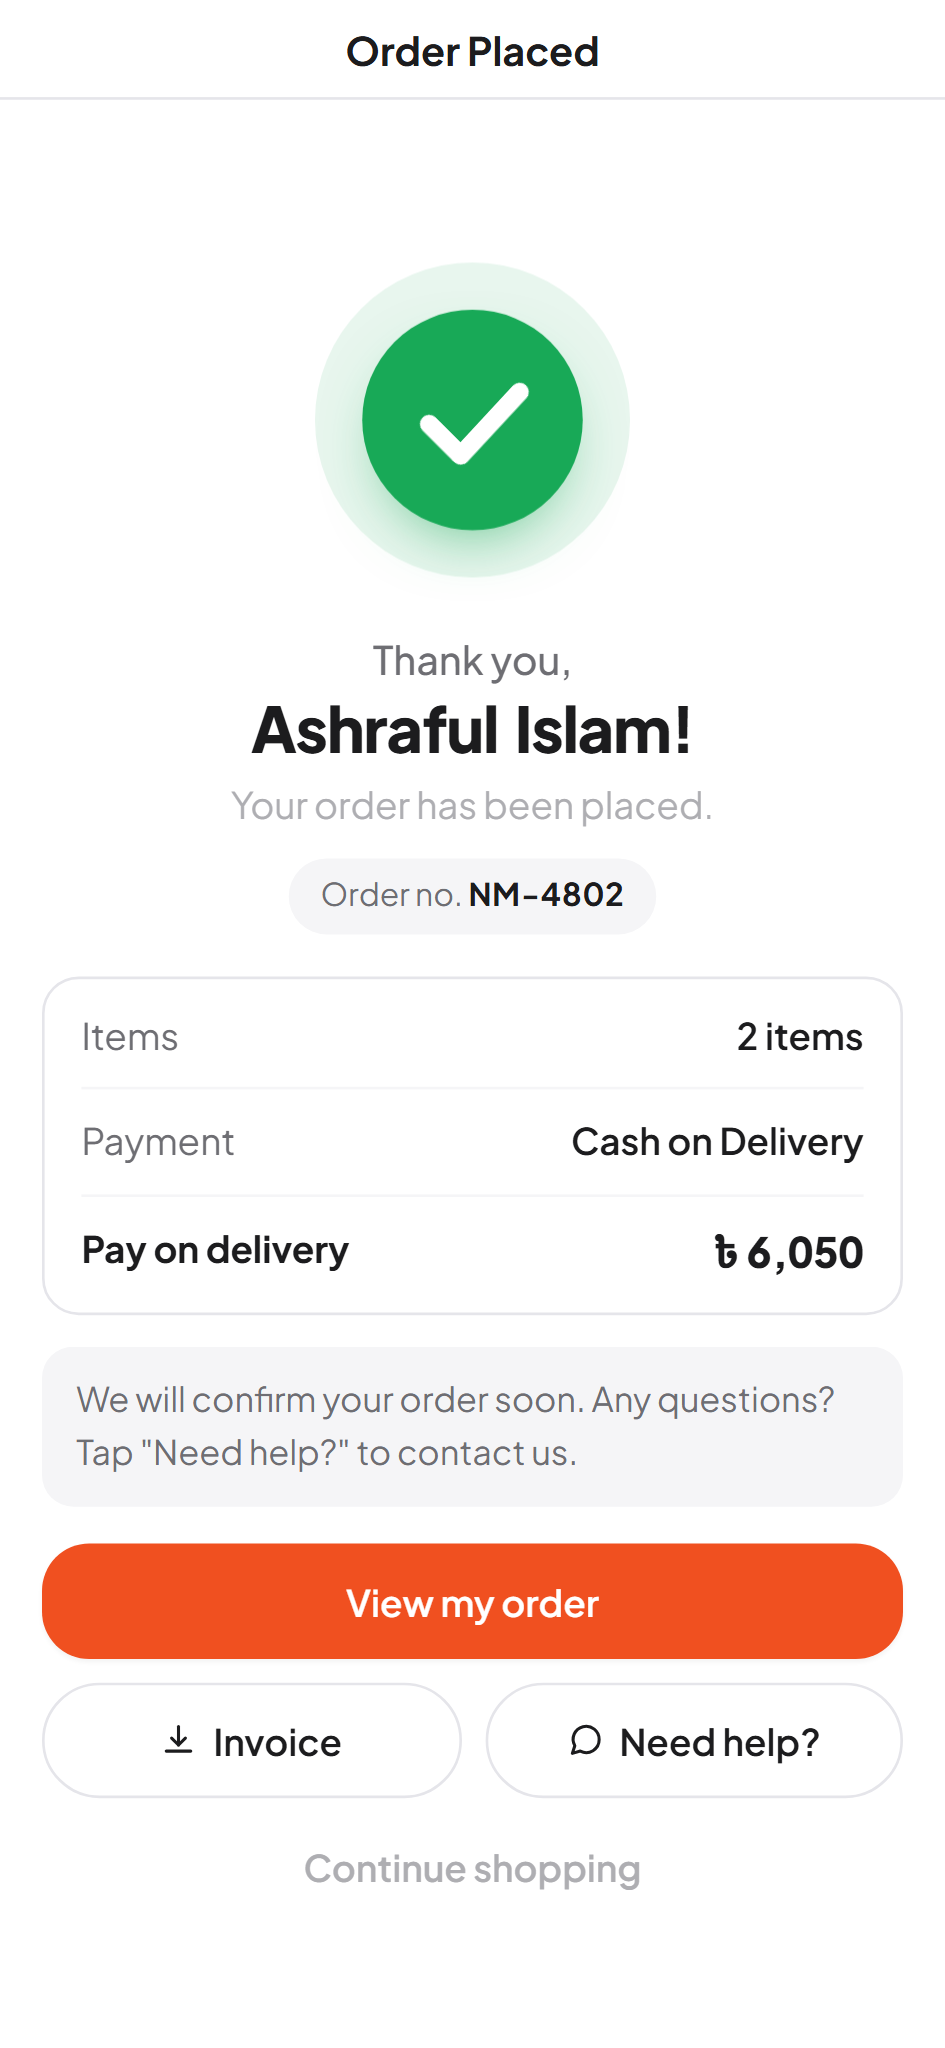 Order Placed
Thank you,
Ashraful Islam!
Your order has been placed.
Order no. NM-4802
Items 2 items
Payment Cash on Delivery
Pay on delivery ৳ 6,050
We will confirm your order soon. Any questions?
Tap "Need help?" to contact us.
View my order
Invoice Need help?
Continue shopping